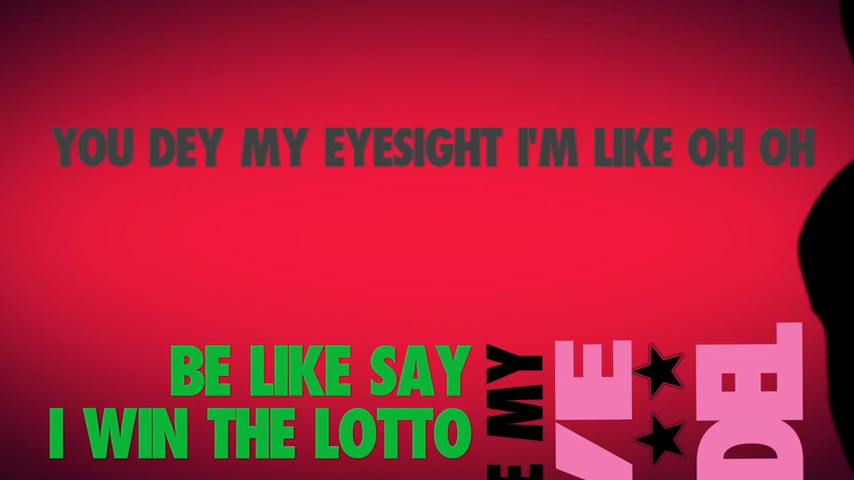 YOU DEY MY EYESIGHT I'M LIKE OH OH
BE LIKE SAY
I WIN THE LOTTO
MY